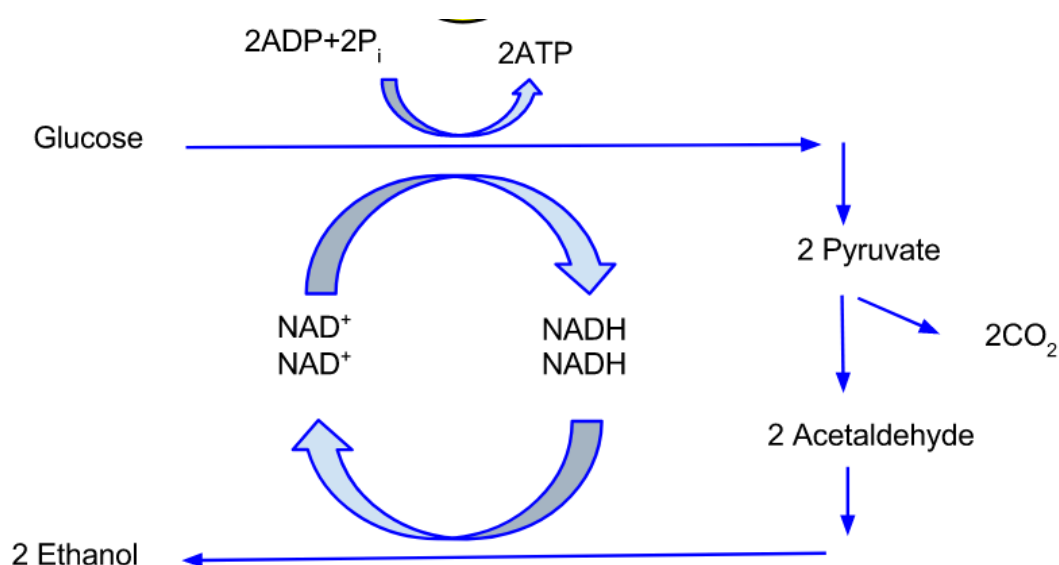 2ADP+2Pi
2ATP
Glucose
2 Pyruvate
NAD+
NADH
NAD+
NADH
2CO2
2 Acetaldehyde
2 Ethanol